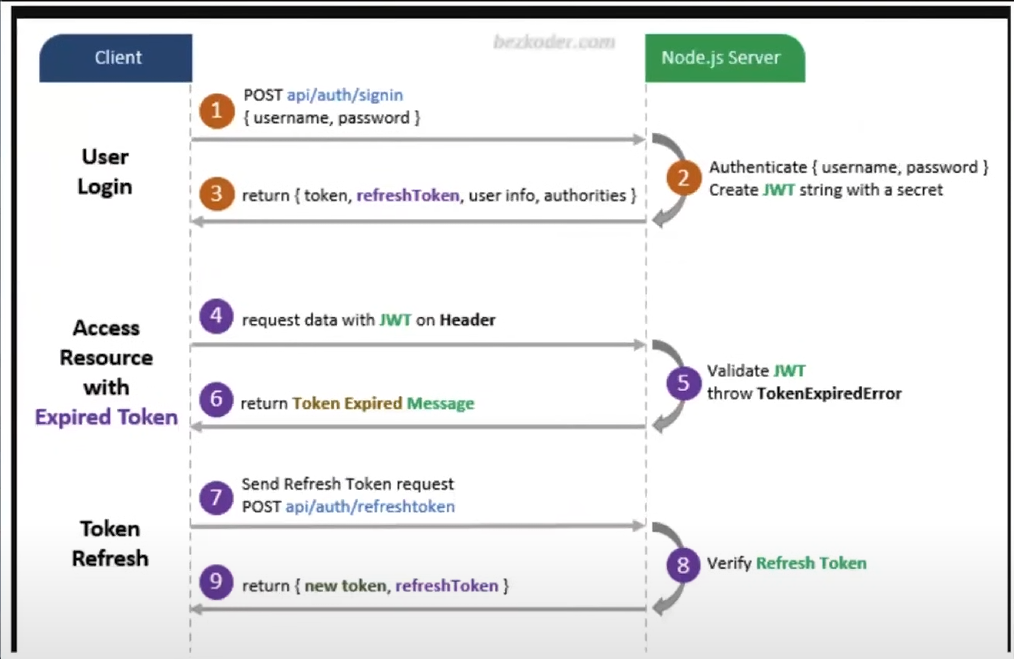 bezkoder.com
Client
Node.js Server
User
Login
1
POST api/auth/signin
{ username, password }
2
Authenticate { username, password }
Create JWT string with a secret
3
return { token, refreshToken, user info, authorities }
Access
Resource
with
Expired Token
4
request data with JWT on Header
5
Validate JWT
throw TokenExpiredError
6
return Token Expired Message
Token
Refresh
7
Send Refresh Token request
POST api/auth/refreshtoken
8
Verify Refresh Token
9
return { new token, refreshToken }